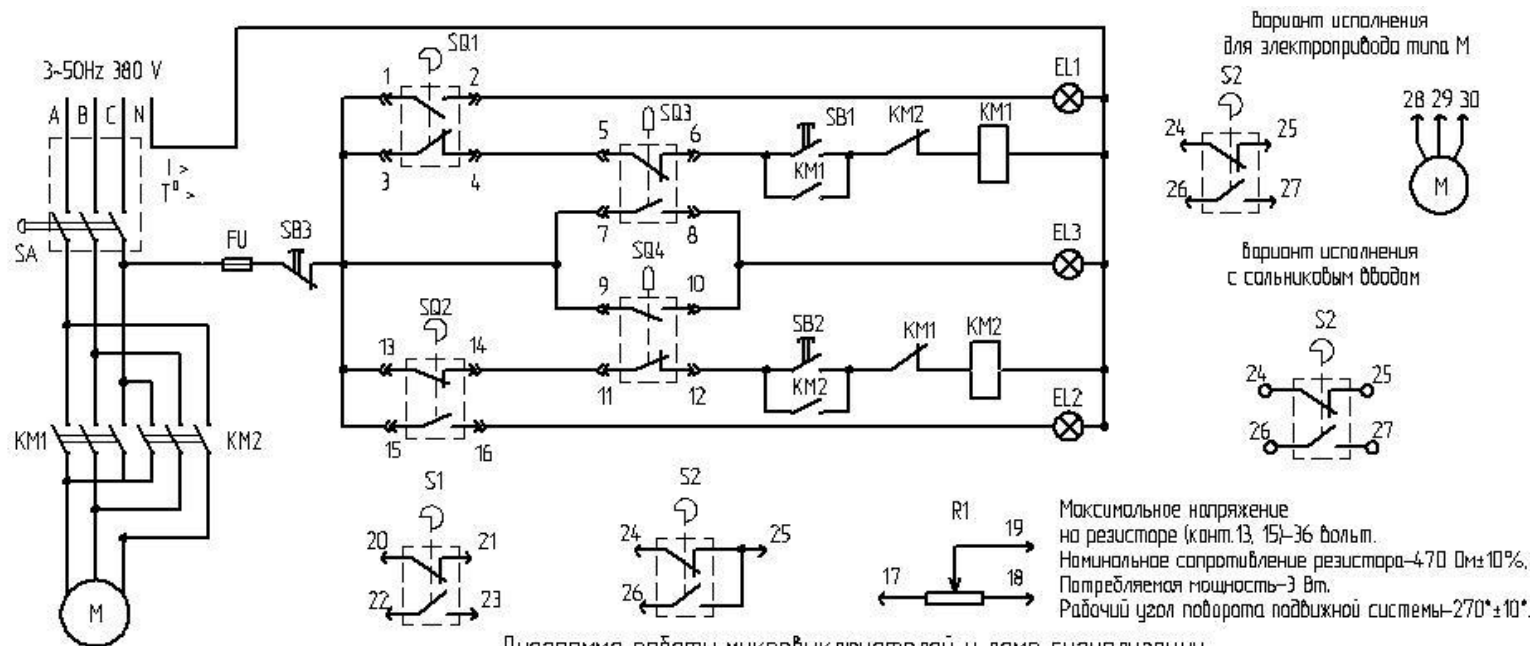 3~50Hz 380 V
A B C N
I >
T° >
SA
FU
SB3
SQ1
1 2
3 4
SQ3
5 6
7 8
SQ4
9 10
11 12
SQ2
13 14
15 16
SB1
KM1
KM2
KM1
EL1
EL3
SB2
KM2
KM1
KM2
EL2
KM1
KM2
M
Вариант исполнения
для электропривода типа М
S2
24 25
26 27
28 29 30
M
Вариант исполнения
с сальниковым вводом
S2
24 25
26 27
S1
20 21
22 23
S2
24 25
26
R1
19
17 18
Максимальное напряжение
на резисторе (конт.13, 15)–36 Вольт.
Номинальное сопротивление резистора–470 Ом±10%,
Потребляемая мощность–3 Вт.
Рабочий угол поворота подвижной системы–270°±10°.
Диаграмма работы микровыключателей и ламп сигнализации